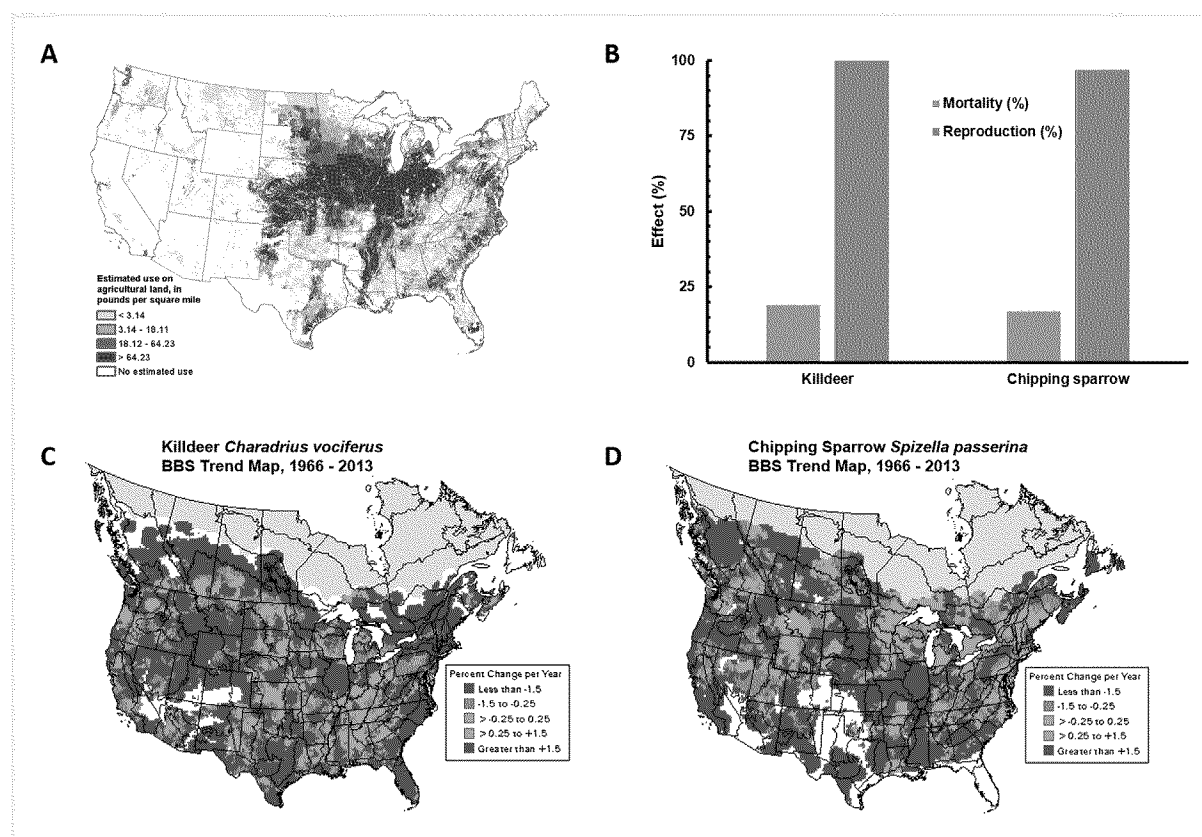 A
Estimated use on
agricultural land, in
pounds per square mile
< 3.14
3.14 - 18.11
18.12 - 64.23
> 64.23
No estimated use
B
100
75
50
25
0
Effect (%)
Mortality (%)
Reproduction (%)
Killdeer
Chipping sparrow
C
Killdeer Charadrius vociferus
BBS Trend Map, 1966 - 2013
Percent Change per Year
Less than -1.5
-1.5 to -0.25
> -0.25 to 0.25
> 0.25 to +1.5
Greater than +1.5
D
Chipping Sparrow Spizella passerina
BBS Trend Map, 1966 - 2013
Percent Change per Year
Less than -1.5
-1.5 to -0.25
> -0.25 to 0.25
> 0.25 to +1.5
Greater than +1.5